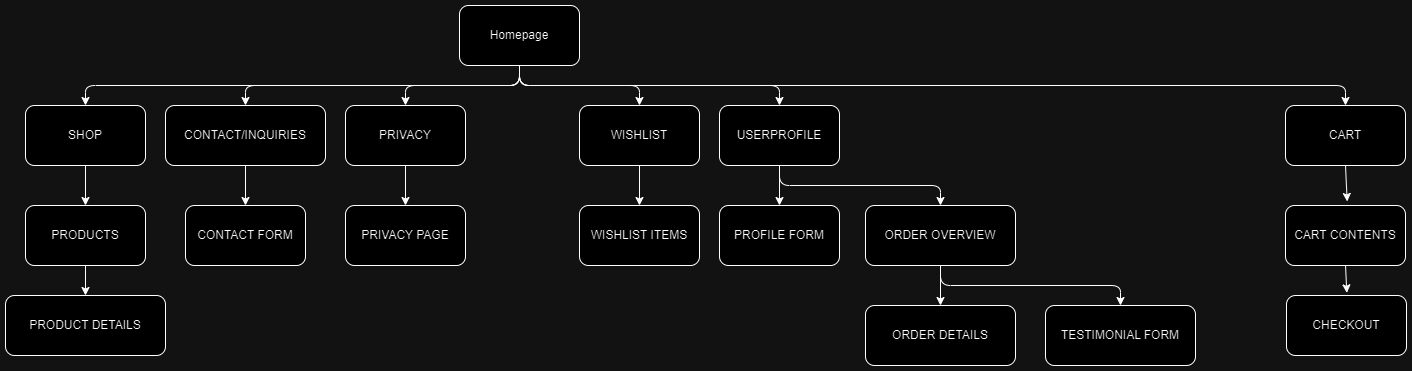 Homepage
SHOP
CONTACT/INQUIRIES
PRIVACY
WISHLIST
USERPROFILE
CART
PRODUCTS
CONTACT FORM
PRIVACY PAGE
WISHLIST ITEMS
PROFILE FORM
ORDER OVERVIEW
CART CONTENTS
PRODUCT DETAILS
ORDER DETAILS
TESTIMONIAL FORM
CHECKOUT